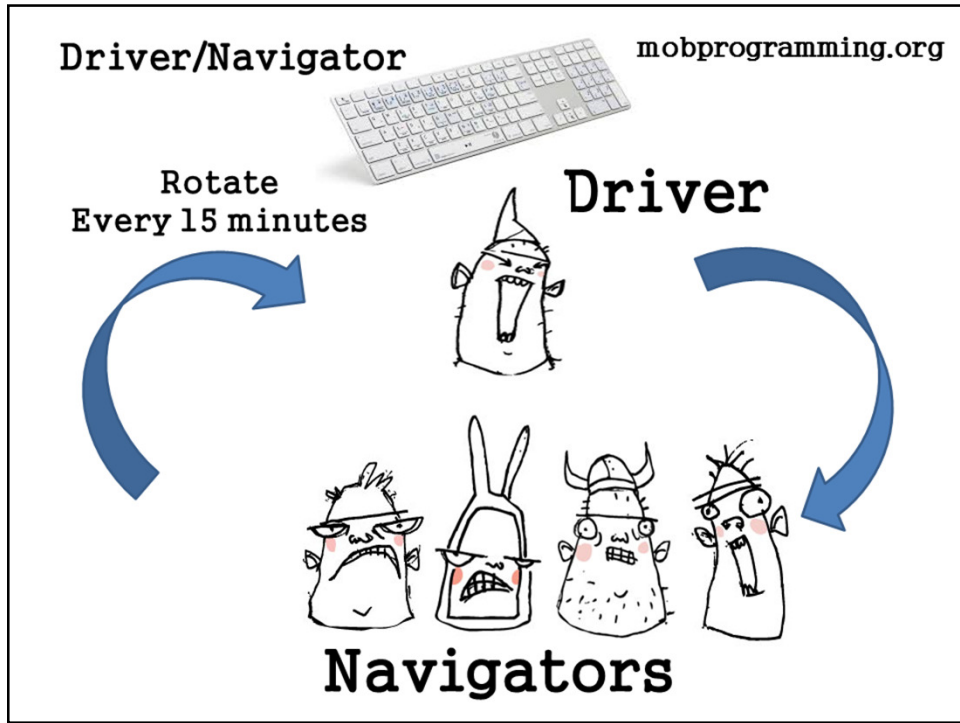 Driver/Navigator
mobprogramming.org
Rotate
Every 15 minutes
Driver
Navigators